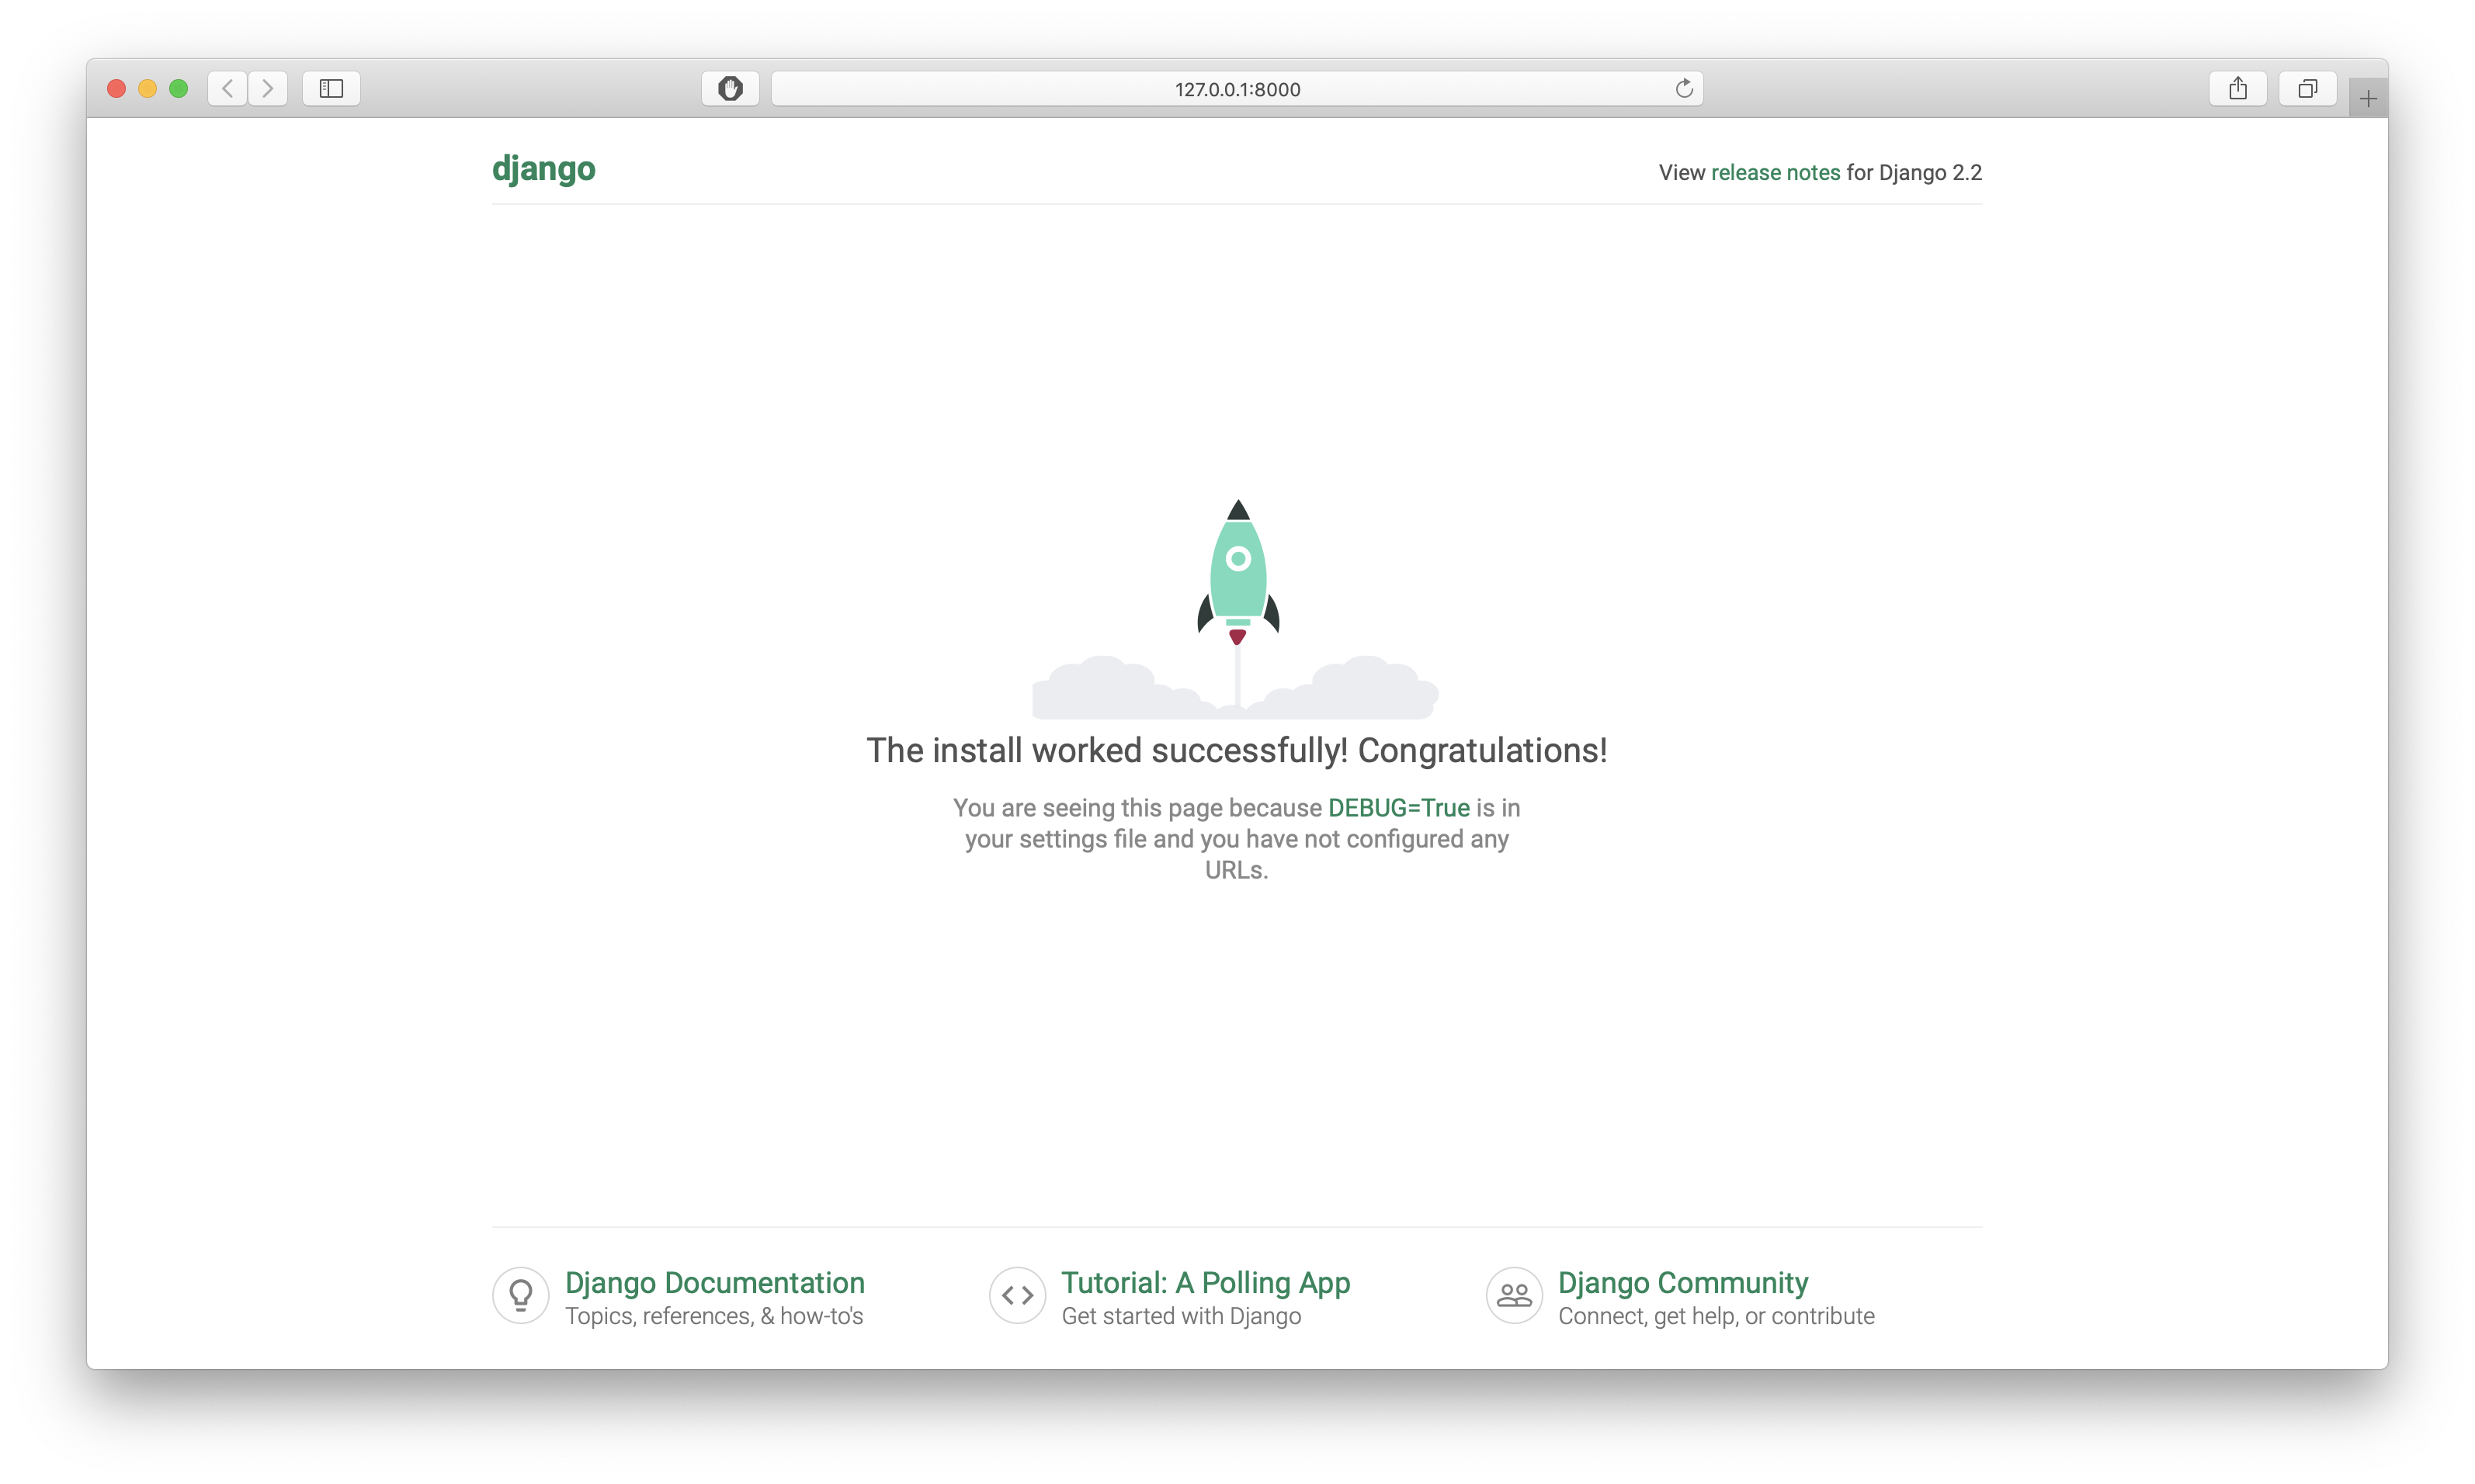 127.0.0.1:8000
django
View release notes for Django 2.2
The install worked successfully! Congratulations!
You are seeing this page because DEBUG=True is in
your settings file and you have not configured any
URLs.
Django Documentation
Topics, references, & how-to's
Tutorial: A Polling App
Get started with Django
Django Community
Connect, get help, or contribute